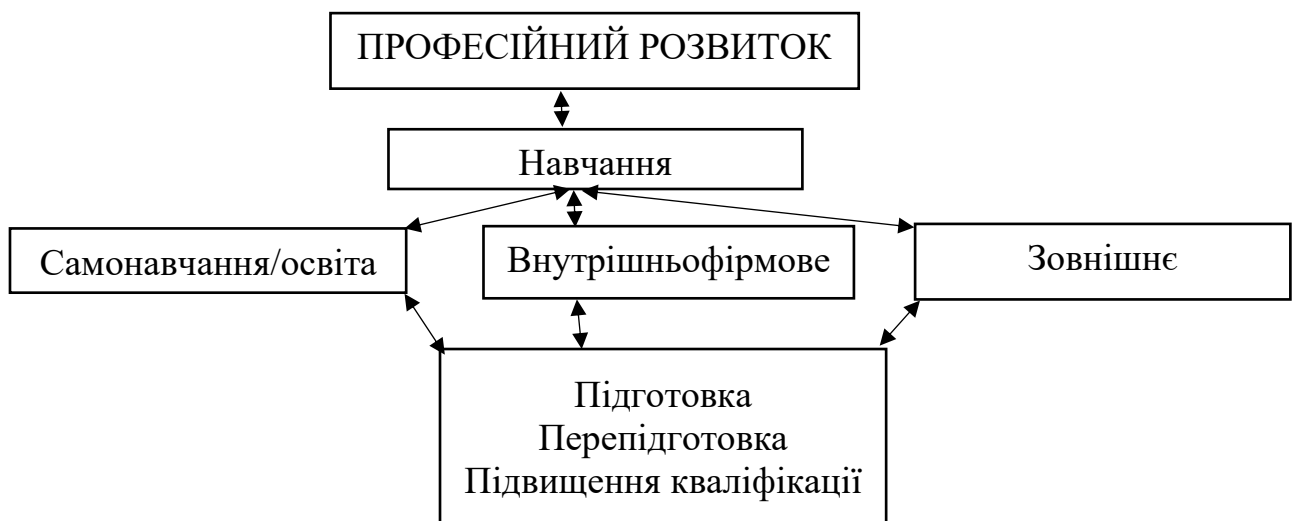 ПРОФЕСІЙНИЙ РОЗВИТОК
Навчання
Самонавчання/освіта
Внутрішньофірмове
Зовнішнє
Підготовка
Перепідготовка
Підвищення кваліфікації